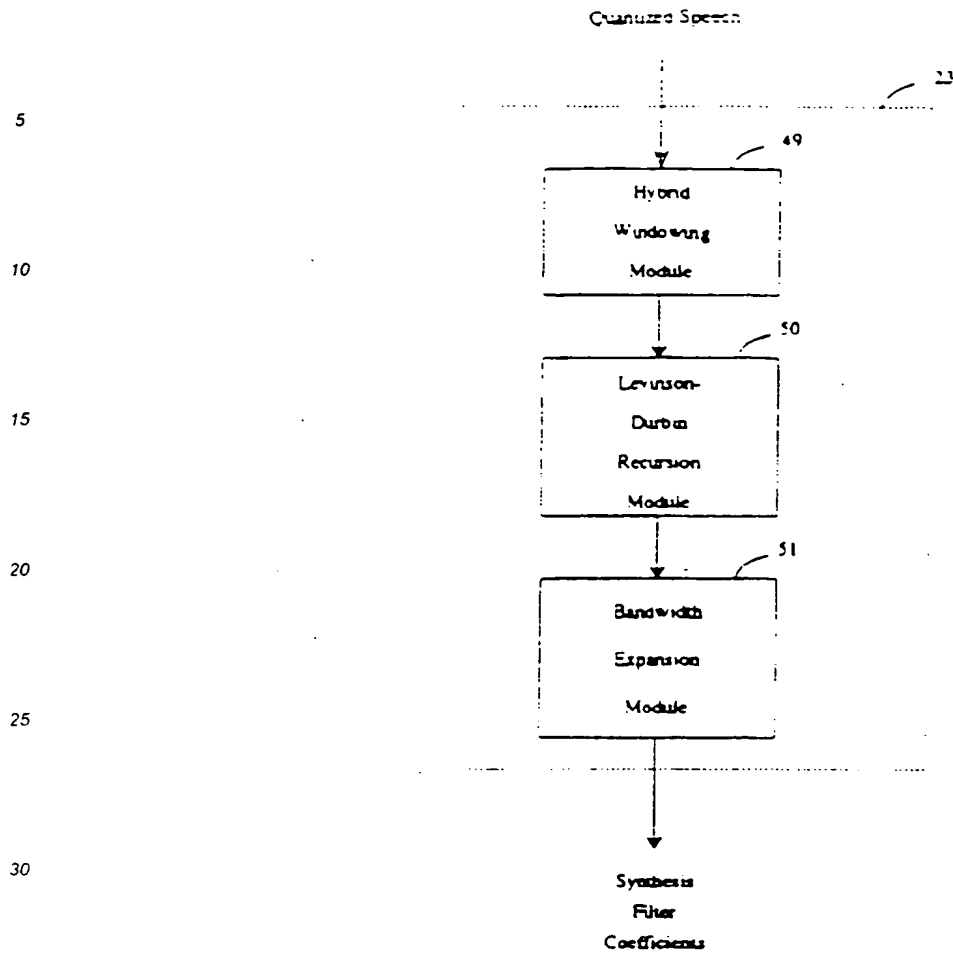 Quantized Speech
23
5
49
Hybrid
Windowing
10
Module
50
Levinson-
15
Durbin
Recursion
Module
51
20
Bandwidth
Expansion
Module
25
30
Synthesis
Filter
Coefficients